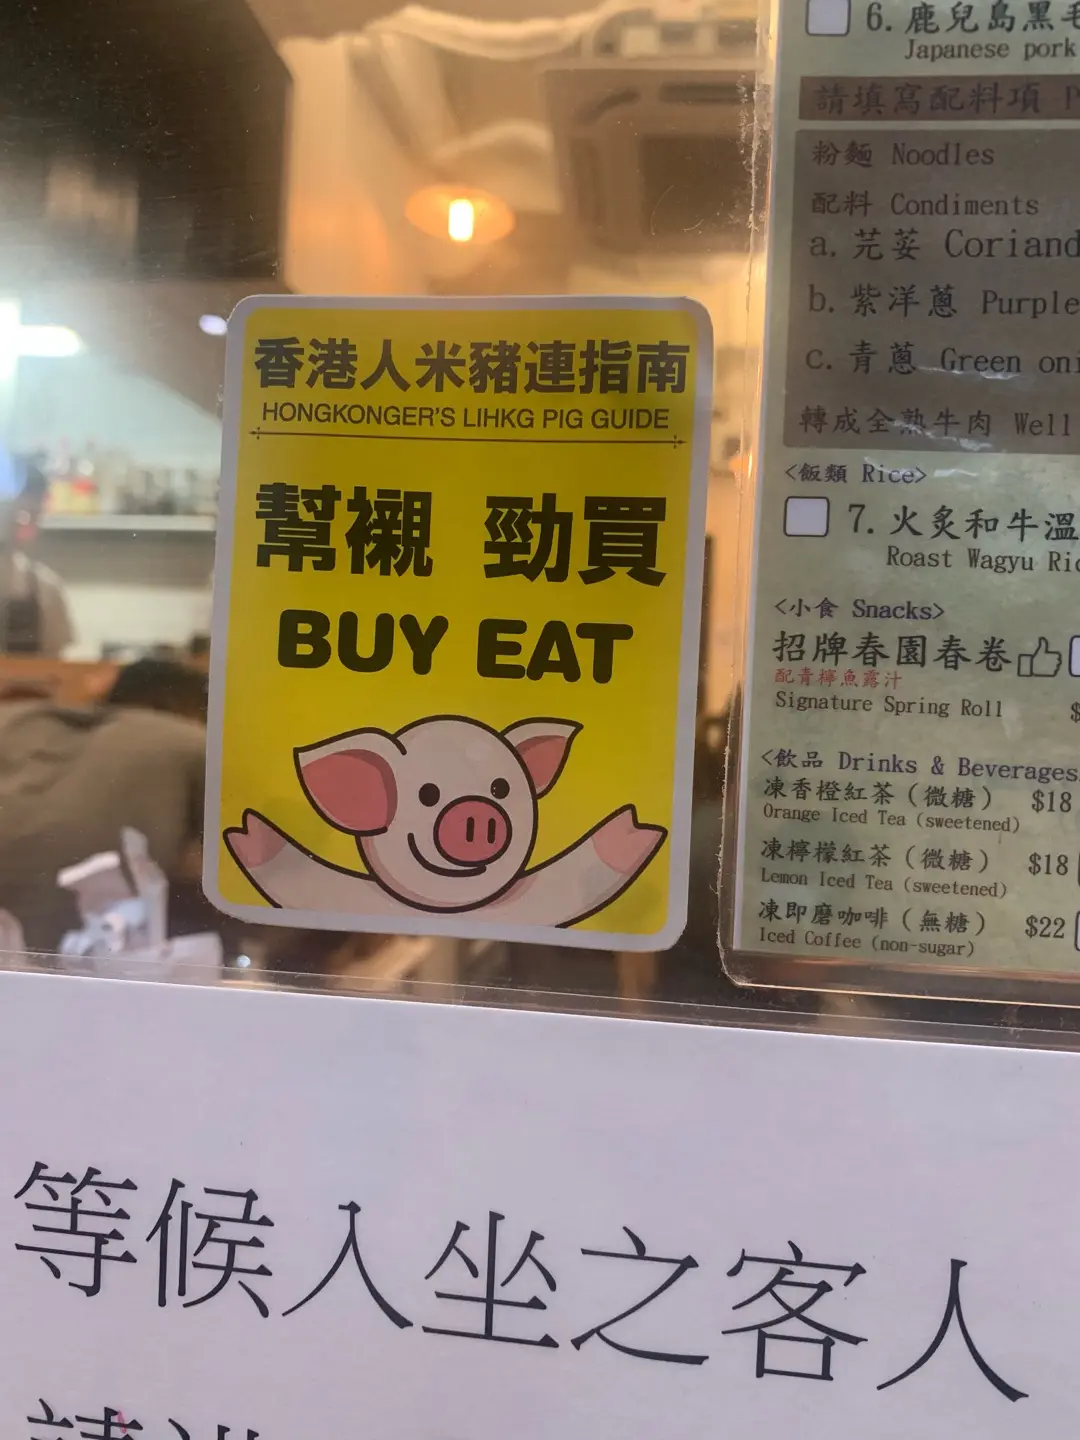 香港人米豬連指南
HONGKONGER'S LIHKG PIG GUIDE
幫襯 勁買
BUY EAT
6. 鹿兒島黑毛
Japanese pork
請填寫配料項
粉麵 Noodles
配料 Condiments
a. 芫荽 Coriand
b. 紫洋蔥 Purple
c. 青蔥 Green oni
轉成全熟牛肉 Well
<飯類 Rice>
7. 火炙和牛溫
Roast Wagyu Ric
<小食 Snacks>
招牌春園春卷
配青檸魚露汁
Signature Spring Roll
$
<飲品 Drinks & Beverages
凍香橙紅茶（微糖） $18
Orange Iced Tea (sweetened)
凍檸檬紅茶（微糖） $18
Lemon Iced Tea (sweetened)
凍即磨咖啡（無糖） $22
Iced Coffee (non-sugar)
等候入坐之客人